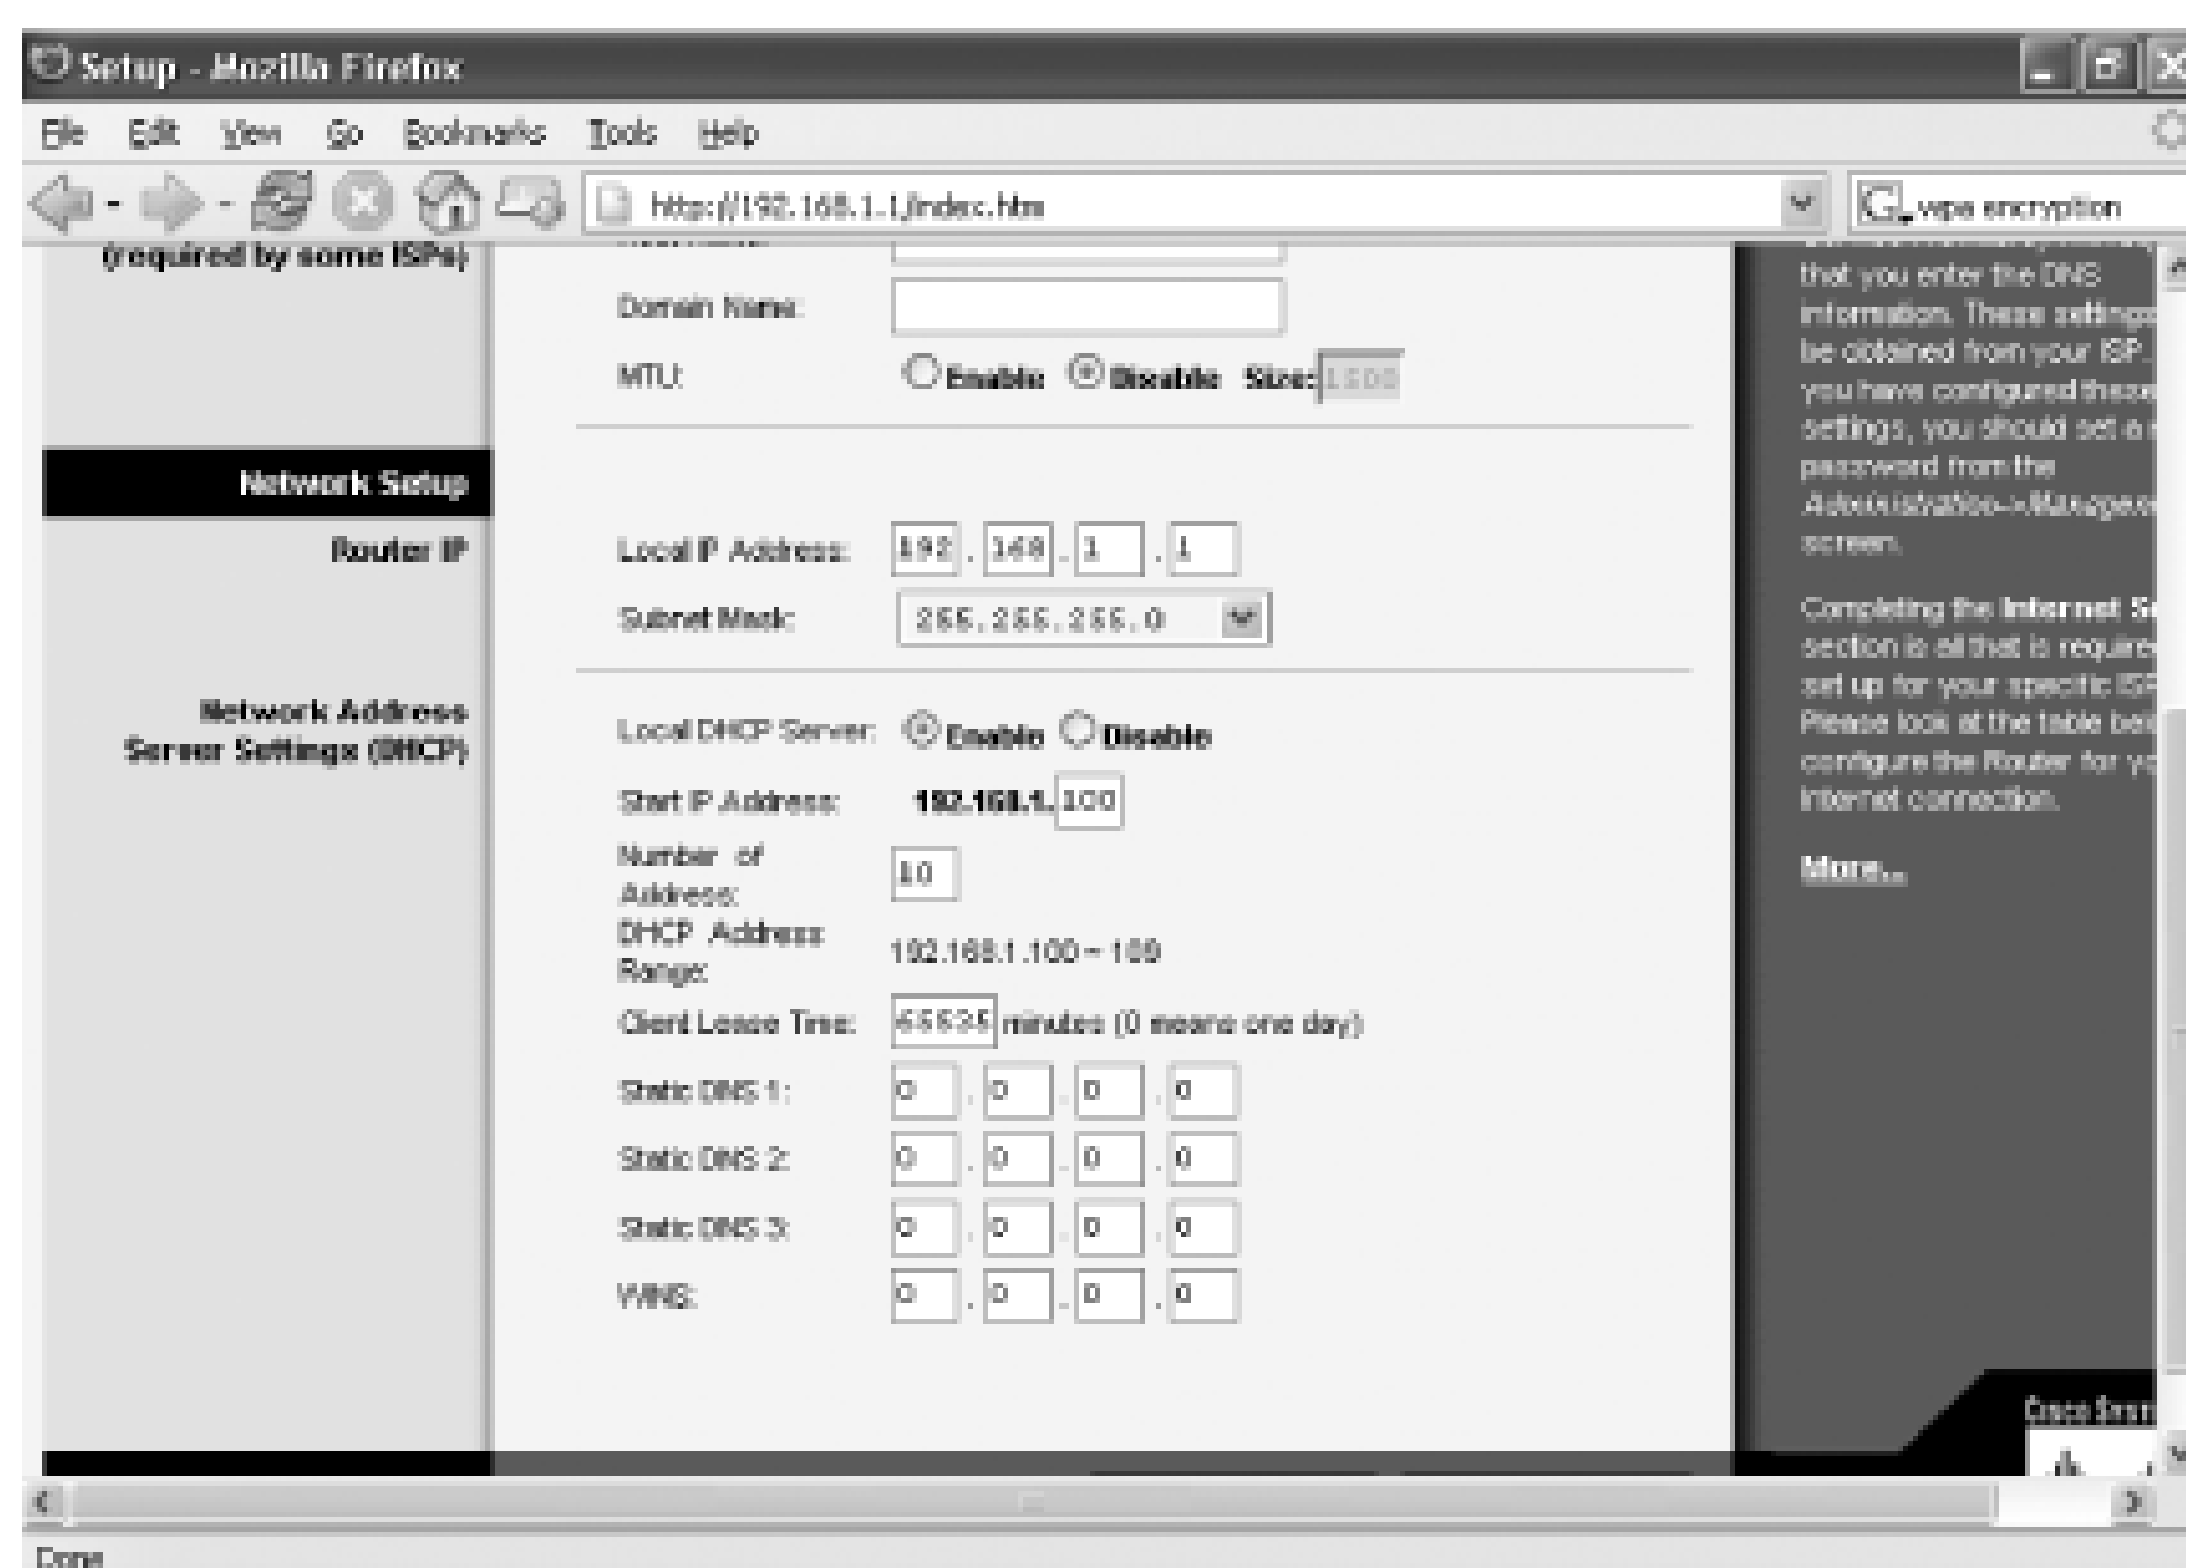 Setup - Mozilla Firefox
File Edit View Go Bookmarks Tools Help
http://192.168.1.1/index.htm
wpa encryption
(required by some ISPs)
Domain Name:
MTU: Enable Disable Size: 1500
Network Setup
Router IP
Local IP Address: 192 . 168 . 1 . 1
Subnet Mask: 255.255.255.0
Network Address
Server Settings (DHCP)
Local DHCP Server: Enable Disable
Start IP Address: 192.168.1. 100
Number of
Address: 10
DHCP Address
Range: 192.168.1.100 ~ 109
Client Lease Time: 65535 minutes (0 means one day)
Static DNS 1: 0 . 0 . 0 . 0
Static DNS 2: 0 . 0 . 0 . 0
Static DNS 3: 0 . 0 . 0 . 0
WINS: 0 . 0 . 0 . 0
that you enter the DNS
information. These settings
be obtained from your ISP.
you have configured these
settings, you should set a
password from the
Administration->Manageme
screen.
Completing the Internet Se
section is all that is require
set up for your specific ISP
Please look at the table bel
configure the Router for yo
Internet connection.
More...
Done